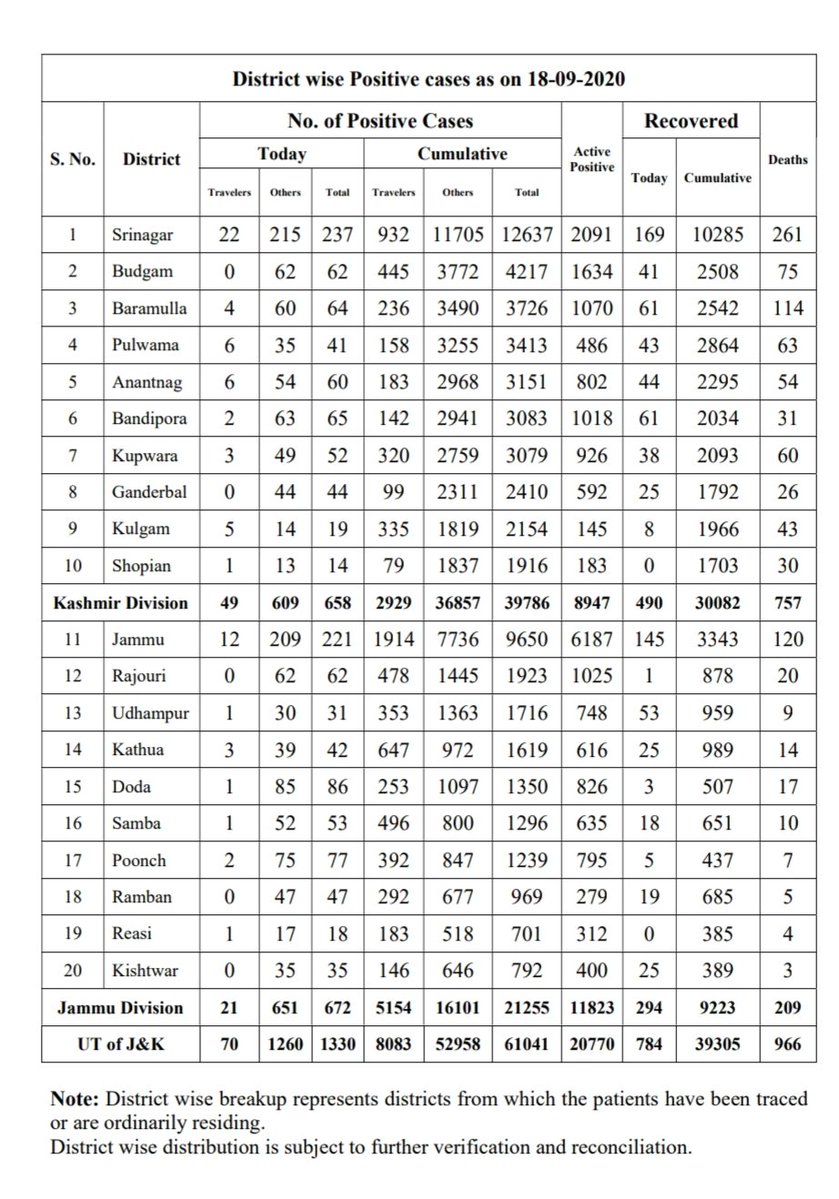 District wise Positive cases as on 18-09-2020
S. No. District No. of Positive Cases Active Positive Recovered Deaths
Today Cumulative Today Cumulative
Travelers Others Total Travelers Others Total
1 Srinagar 22 215 237 932 11705 12637 2091 169 10285 261
2 Budgam 0 62 62 445 3772 4217 1634 41 2508 75
3 Baramulla 4 60 64 236 3490 3726 1070 61 2542 114
4 Pulwama 6 35 41 158 3255 3413 486 43 2864 63
5 Anantnag 6 54 60 183 2968 3151 802 44 2295 54
6 Bandipora 2 63 65 142 2941 3083 1018 61 2034 31
7 Kupwara 3 49 52 320 2759 3079 926 38 2093 60
8 Ganderbal 0 44 44 99 2311 2410 592 25 1792 26
9 Kulgam 5 14 19 335 1819 2154 145 8 1966 43
10 Shopian 1 13 14 79 1837 1916 183 0 1703 30
Kashmir Division 49 609 658 2929 36857 39786 8947 490 30082 757
11 Jammu 12 209 221 1914 7736 9650 6187 145 3343 120
12 Rajouri 0 62 62 478 1445 1923 1025 1 878 20
13 Udhampur 1 30 31 353 1363 1716 748 53 959 9
14 Kathua 3 39 42 647 972 1619 616 25 989 14
15 Doda 1 85 86 253 1097 1350 826 3 507 17
16 Samba 1 52 53 496 800 1296 635 18 651 10
17 Poonch 2 75 77 392 847 1239 795 5 437 7
18 Ramban 0 47 47 292 677 969 279 19 685 5
19 Reasi 1 17 18 183 518 701 312 0 385 4
20 Kishtwar 0 35 35 146 646 792 400 25 389 3
Jammu Division 21 651 672 5154 16101 21255 11823 294 9223 209
UT of J&K 70 1260 1330 8083 52958 61041 20770 784 39305 966
Note: District wise breakup represents districts from which the patients have been traced
or are ordinarily residing.
District wise distribution is subject to further verification and reconciliation.